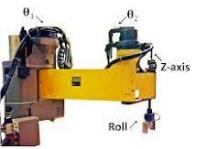 θ₁
θ₂
Z-axis
Roll